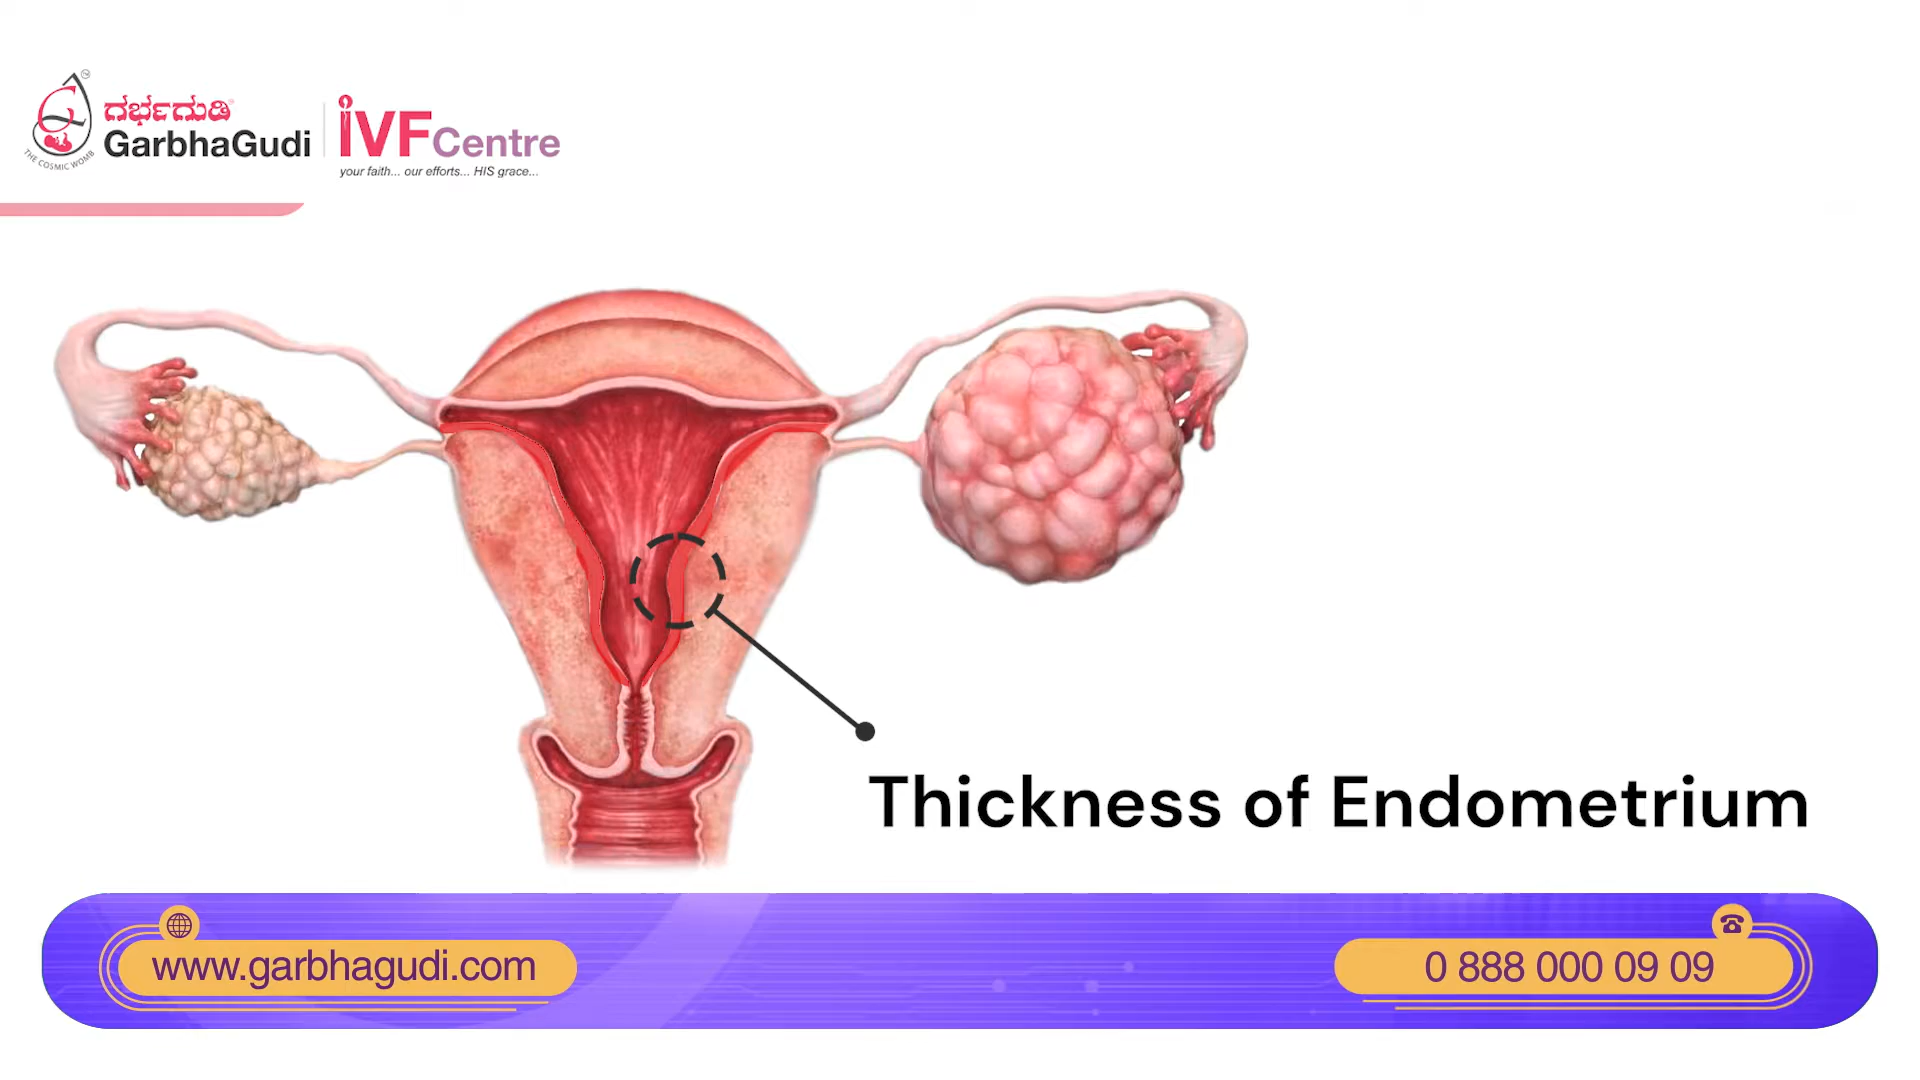 ಗರ್ಭಗುಡಿ
GarbhaGudi
THE COSMIC WOMB
IVF Centre
your faith... our efforts... HIS grace...
Thickness of Endometrium
www.garbhagudi.com
0 888 000 09 09